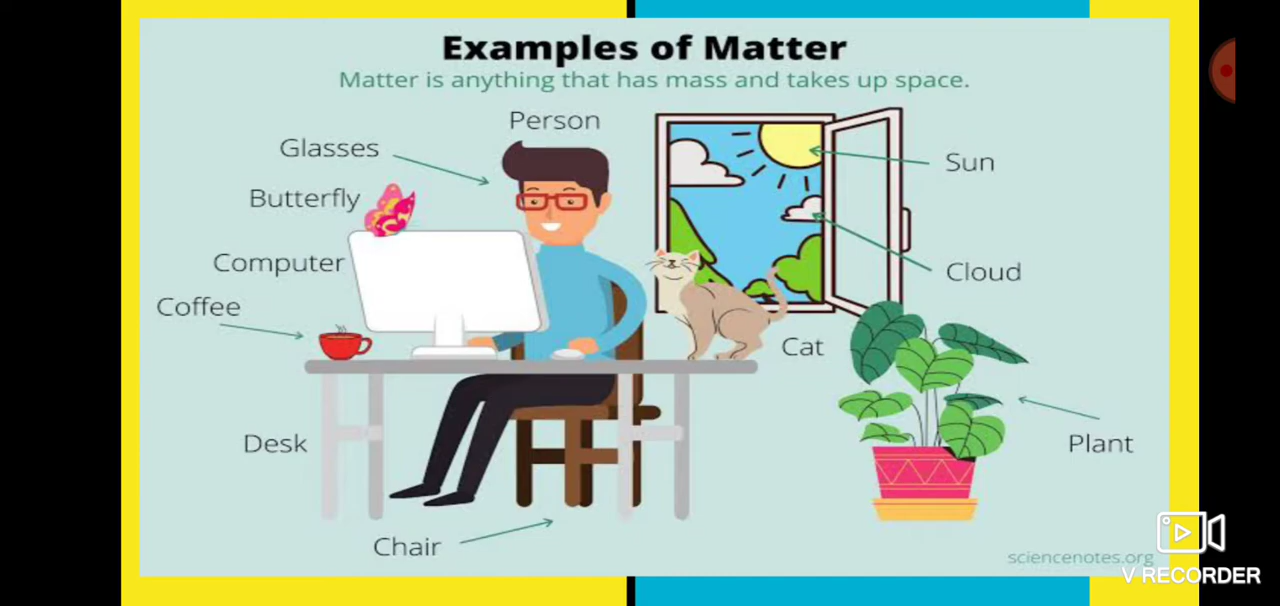 Examples of Matter
Matter is anything that has mass and takes up space.
Person
Glasses
Butterfly
Computer
Coffee
Sun
Cloud
Cat
Desk
Plant
Chair
sciencenotes.org
V RECORDER